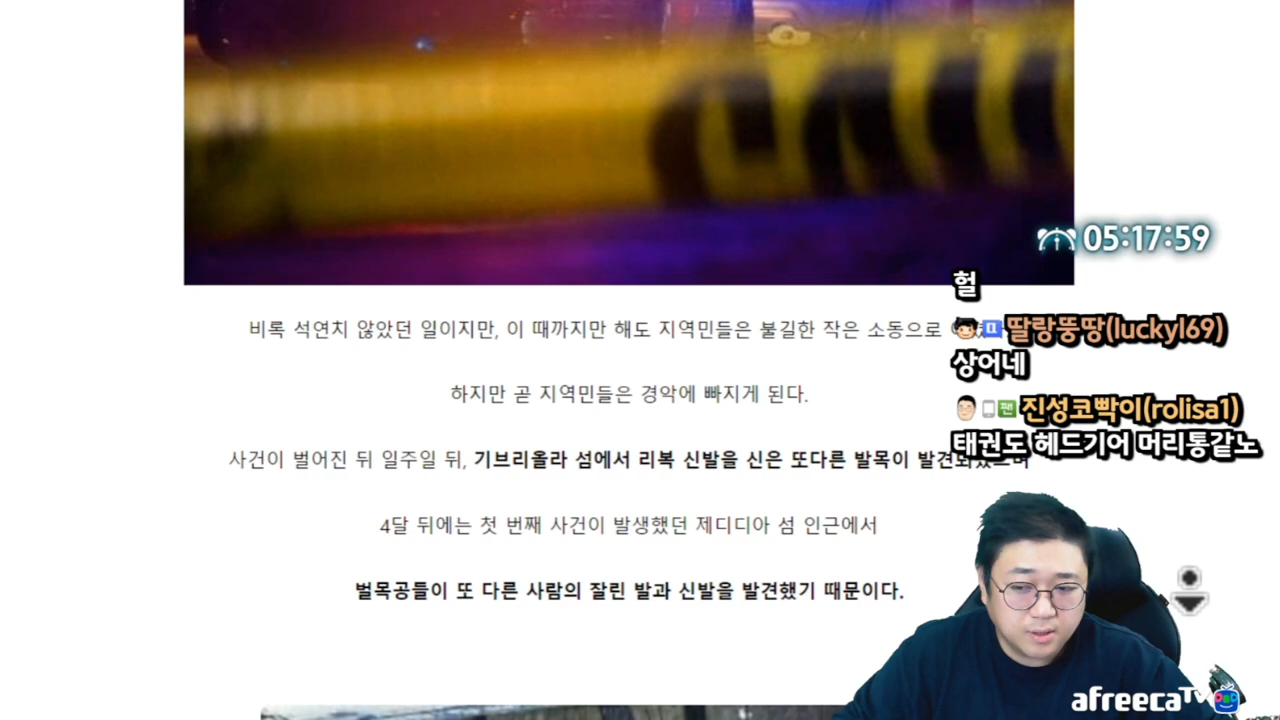 05:17:59
헐
딸랑뚱땅(luckyl69)
상어네
팬 진성코빡이(rolisa1)
태권도 헤드기어 머리통같노
비록 석연치 않았던 일이지만, 이 때까지만 해도 지역민들은 불길한 작은 소동으로
하지만 곧 지역민들은 경악에 빠지게 된다.
사건이 벌어진 뒤 일주일 뒤, 기브리올라 섬에서 리복 신발을 신은 또다른 발목이 발견되었으며
4달 뒤에는 첫 번째 사건이 발생했던 제디디아 섬 인근에서
벌목공들이 또 다른 사람의 잘린 발과 신발을 발견했기 때문이다.
afreecaTV